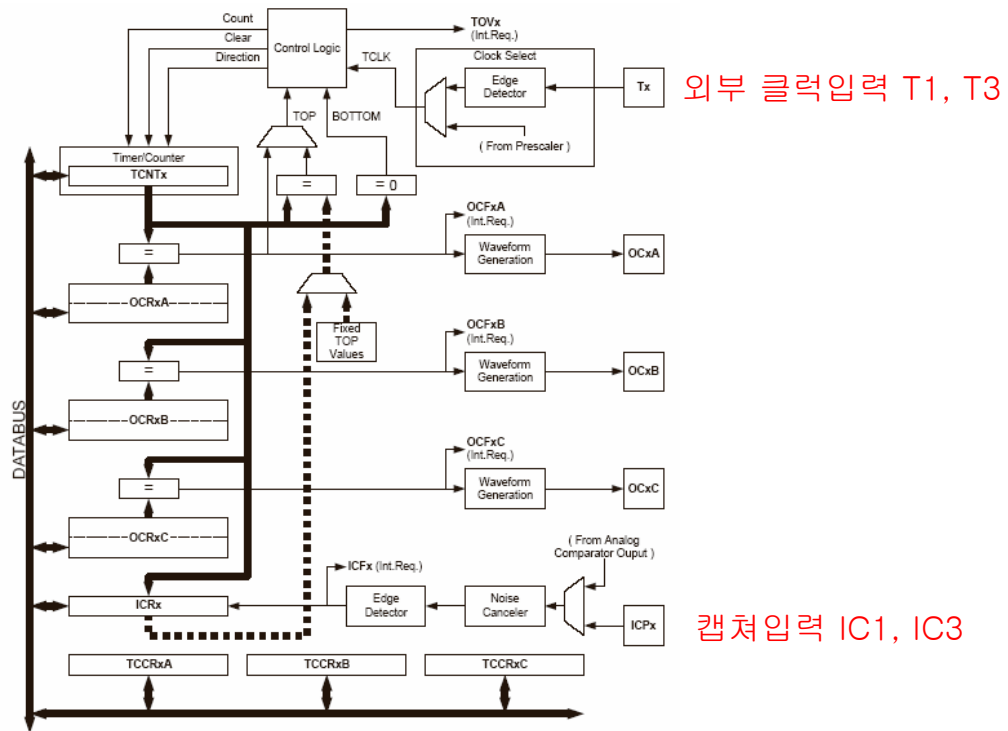 Count
Clear
Direction
Control Logic
TOVx
(Int.Req.)
TCLK
Clock Select
Edge
Detector
Tx
외부 클럭입력 T1, T3
( From Prescaler )
TOP
BOTTOM
Timer/Counter
TCNTx
=
= 0
OCFxA
(Int.Req.)
=
Waveform
Generation
OCxA
OCRxA
Fixed
TOP
Values
OCFxB
(Int.Req.)
=
Waveform
Generation
OCxB
OCRxB
DATABUS
OCFxC
(Int.Req.)
=
Waveform
Generation
OCxC
OCRxC
( From Analog
Comparator Ouput )
ICFx (Int.Req.)
ICRx
Edge
Detector
Noise
Canceler
ICPx
캡쳐입력 IC1, IC3
TCCRxA
TCCRxB
TCCRxC